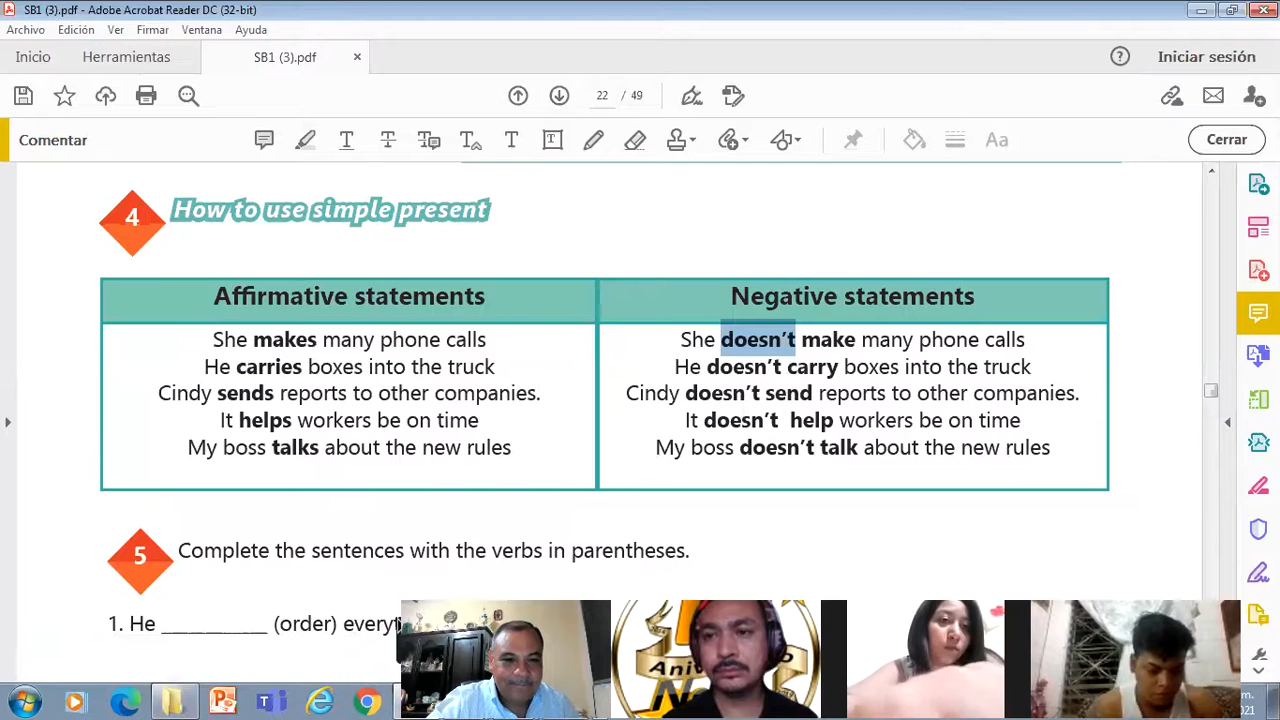 SB1 (3).pdf - Adobe Acrobat Reader DC (32-bit)
Archivo Edición Ver Firmar Ventana Ayuda
Inicio Herramientas SB1 (3).pdf × Iniciar sesión
22 / 49
Comentar Cerrar
4 How to use simple present
Affirmative statements
She makes many phone calls
He carries boxes into the truck
Cindy sends reports to other companies.
It helps workers be on time
My boss talks about the new rules
Negative statements
She doesn't make many phone calls
He doesn't carry boxes into the truck
Cindy doesn't send reports to other companies.
It doesn't help workers be on time
My boss doesn't talk about the new rules
5 Complete the sentences with the verbs in parentheses.
1. He __________ (order)